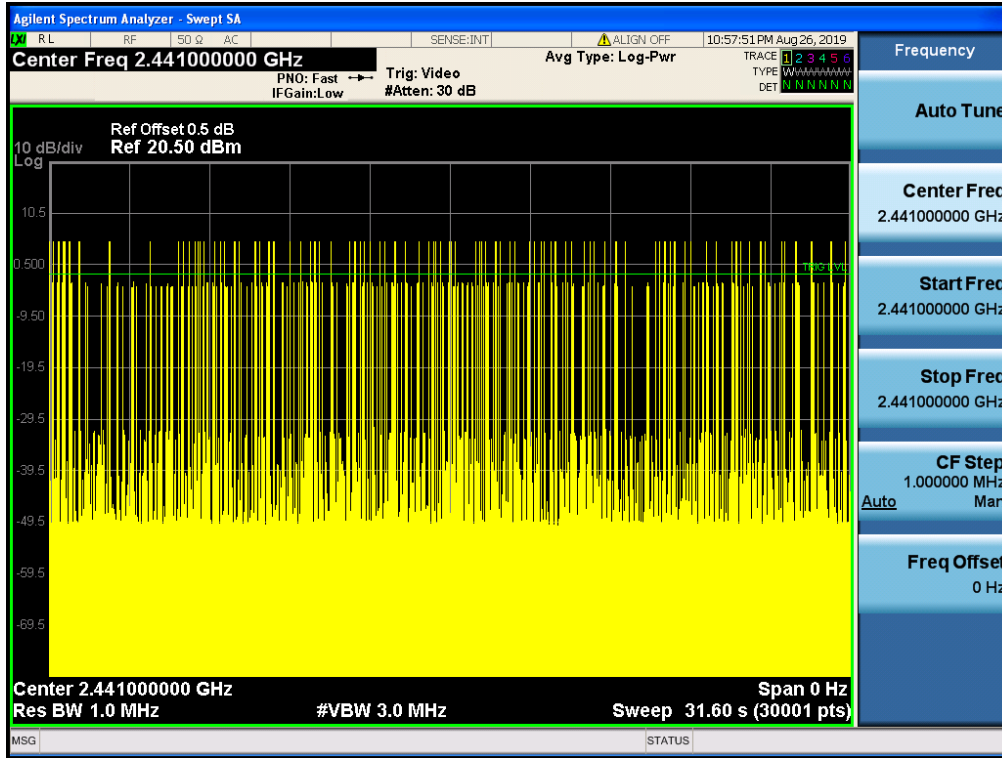 Agilent Spectrum Analyzer - Swept SA
LXI RL RF 50 Ω AC SENSE:INT ALIGN OFF 10:57:51 PM Aug 26, 2019
Center Freq 2.441000000 GHz
PNO: Fast
IFGain:Low
Trig: Video
#Atten: 30 dB
Avg Type: Log-Pwr
TRACE 1 2 3 4 5 6
TYPE W
DET N N N N N N
Frequency
Auto Tune
Ref Offset 0.5 dB
10 dB/div Ref 20.50 dBm
Log
10.5
0.500
TRIG LVL
-9.50
-19.5
-29.5
-39.5
-49.5
-59.5
-69.5
Center Freq
2.441000000 GHz
Start Freq
2.441000000 GHz
Stop Freq
2.441000000 GHz
CF Step
1.000000 MHz
Auto Man
Freq Offset
0 Hz
Center 2.441000000 GHz Span 0 Hz
Res BW 1.0 MHz #VBW 3.0 MHz Sweep 31.60 s (30001 pts)
MSG STATUS